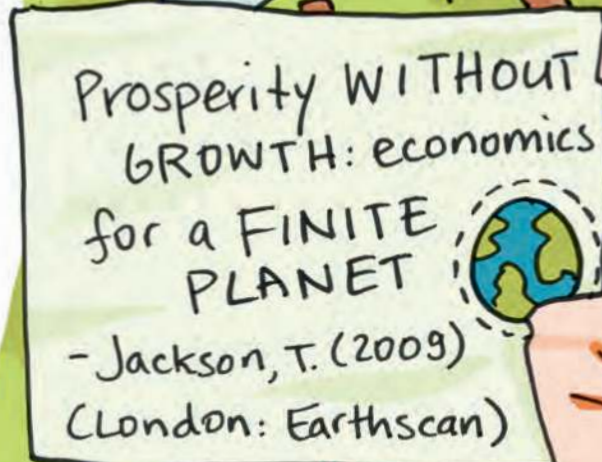 Prosperity WITHOUT
GROWTH: economics
for a FINITE
PLANET
- Jackson, T. (2009)
(London: Earthscan)